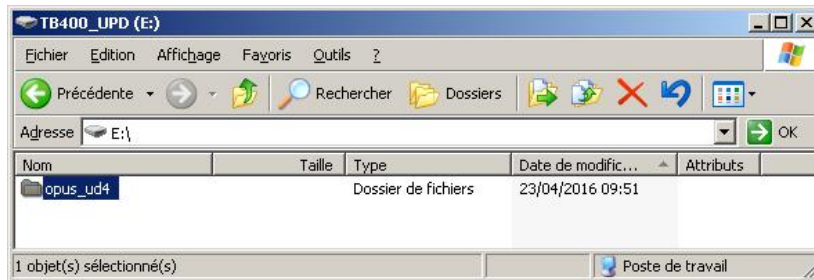 TB400_UPD (E:)
Fichier Edition Affichage Favoris Outils ?
Précédente Rechercher Dossiers
Adresse E:\ OK
Nom Taille Type Date de modific... Attributs
opus_ud4 Dossier de fichiers 23/04/2016 09:51
1 objet(s) sélectionné(s) Poste de travail